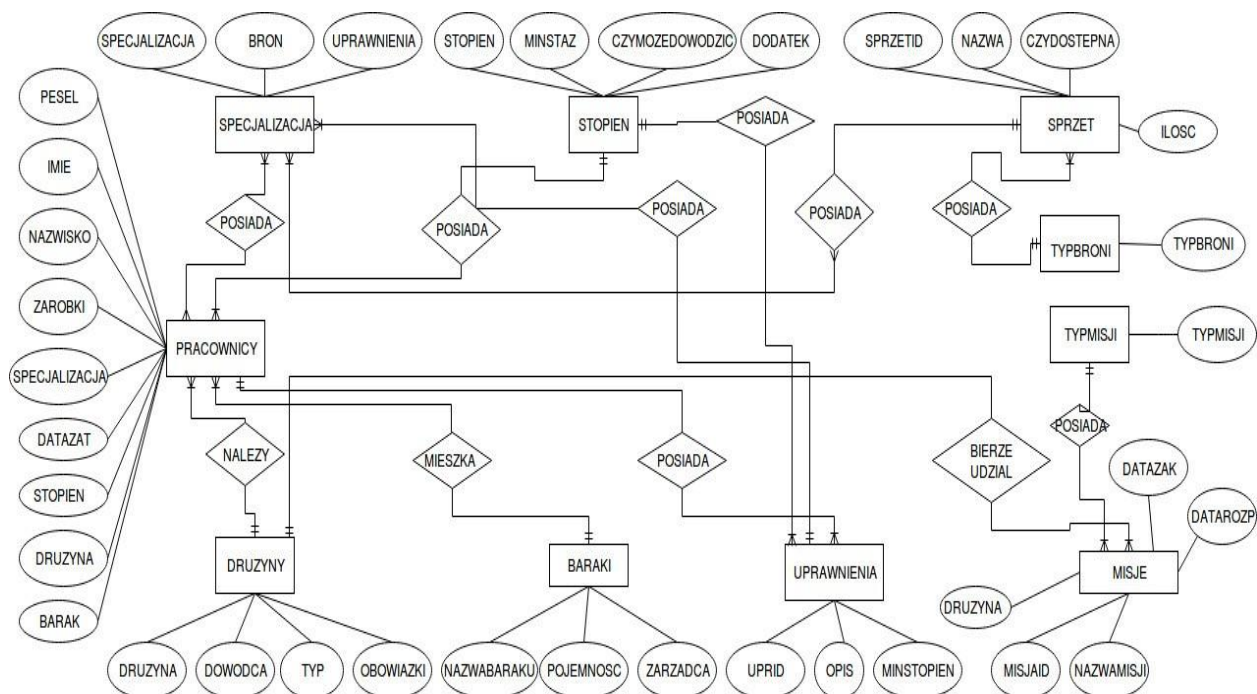 SPECJALIZACJA
BRON
UPRAWNIENIA
STOPIEN
MINSTAZ
CZYMOZEDOWODZIC
DODATEK
SPRZETID
NAZWA
CZYDOSTEPNA
PESEL
SPECJALIZACJA
STOPIEN
POSIADA
SPRZET
ILOSC
IMIE
POSIADA
POSIADA
POSIADA
POSIADA
POSIADA
NAZWISKO
TYPBRONI
TYPBRONI
ZAROBKI
PRACOWNICY
TYPMISJI
TYPMISJI
SPECJALIZACJA
DATAZAT
NALEZY
MIESZKA
POSIADA
BIERZE
UDZIAL
POSIADA
DATAZAK
STOPIEN
DATAROZP
DRUZYNA
DRUZYNY
BARAKI
UPRAWNIENIA
MISJE
DRUZYNA
BARAK
DRUZYNA
DOWODCA
TYP
OBOWIAZKI
NAZWABARAKU
POJEMNOSC
ZARZADCA
UPRID
OPIS
MINSTOPIEN
MISJAID
NAZWAMISJI